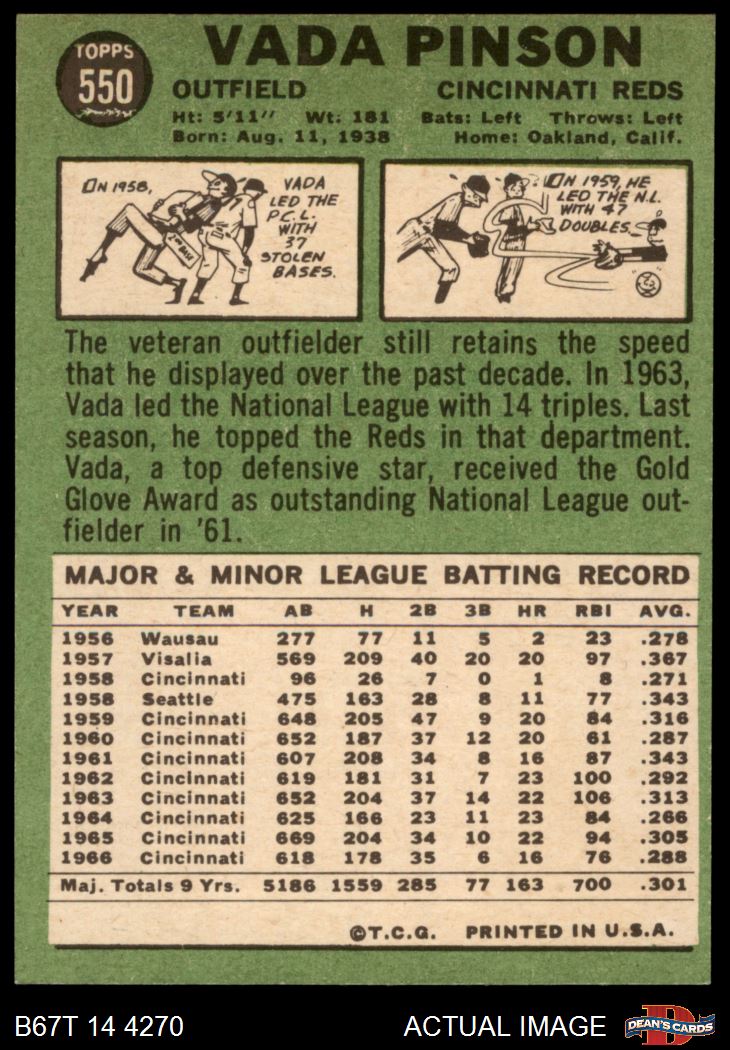 TOPPS
550
VADA PINSON
OUTFIELD CINCINNATI REDS
Ht: 5'11" Wt: 181 Bats: Left Throws: Left
Born: Aug. 11, 1938 Home: Oakland, Calif.
IN 1958,
VADA
LED THE
P.C.L.
WITH
37
STOLEN
BASES.
2ND BASE
IN 1959, HE
LED THE N.L.
WITH 47
DOUBLES.
The veteran outfielder still retains the speed
that he displayed over the past decade. In 1963,
Vada led the National League with 14 triples. Last
season, he topped the Reds in that department.
Vada, a top defensive star, received the Gold
Glove Award as outstanding National League out-
fielder in '61.
MAJOR & MINOR LEAGUE BATTING RECORD
YEAR TEAM AB H 2B 3B HR RBI AVG.
1956 Wausau 277 77 11 5 2 23 .278
1957 Visalia 569 209 40 20 20 97 .367
1958 Cincinnati 96 26 7 0 1 8 .271
1958 Seattle 475 163 28 8 11 77 .343
1959 Cincinnati 648 205 47 9 20 84 .316
1960 Cincinnati 652 187 37 12 20 61 .287
1961 Cincinnati 607 208 34 8 16 87 .343
1962 Cincinnati 619 181 31 7 23 100 .292
1963 Cincinnati 652 204 37 14 22 106 .313
1964 Cincinnati 625 166 23 11 23 84 .266
1965 Cincinnati 669 204 34 10 22 94 .305
1966 Cincinnati 618 178 35 6 16 76 .288
Maj. Totals 9 Yrs. 5186 1559 285 77 163 700 .301
©T.C.G. PRINTED IN U.S.A.
B67T 14 4270 ACTUAL IMAGE
D
DEAN'S CARDS